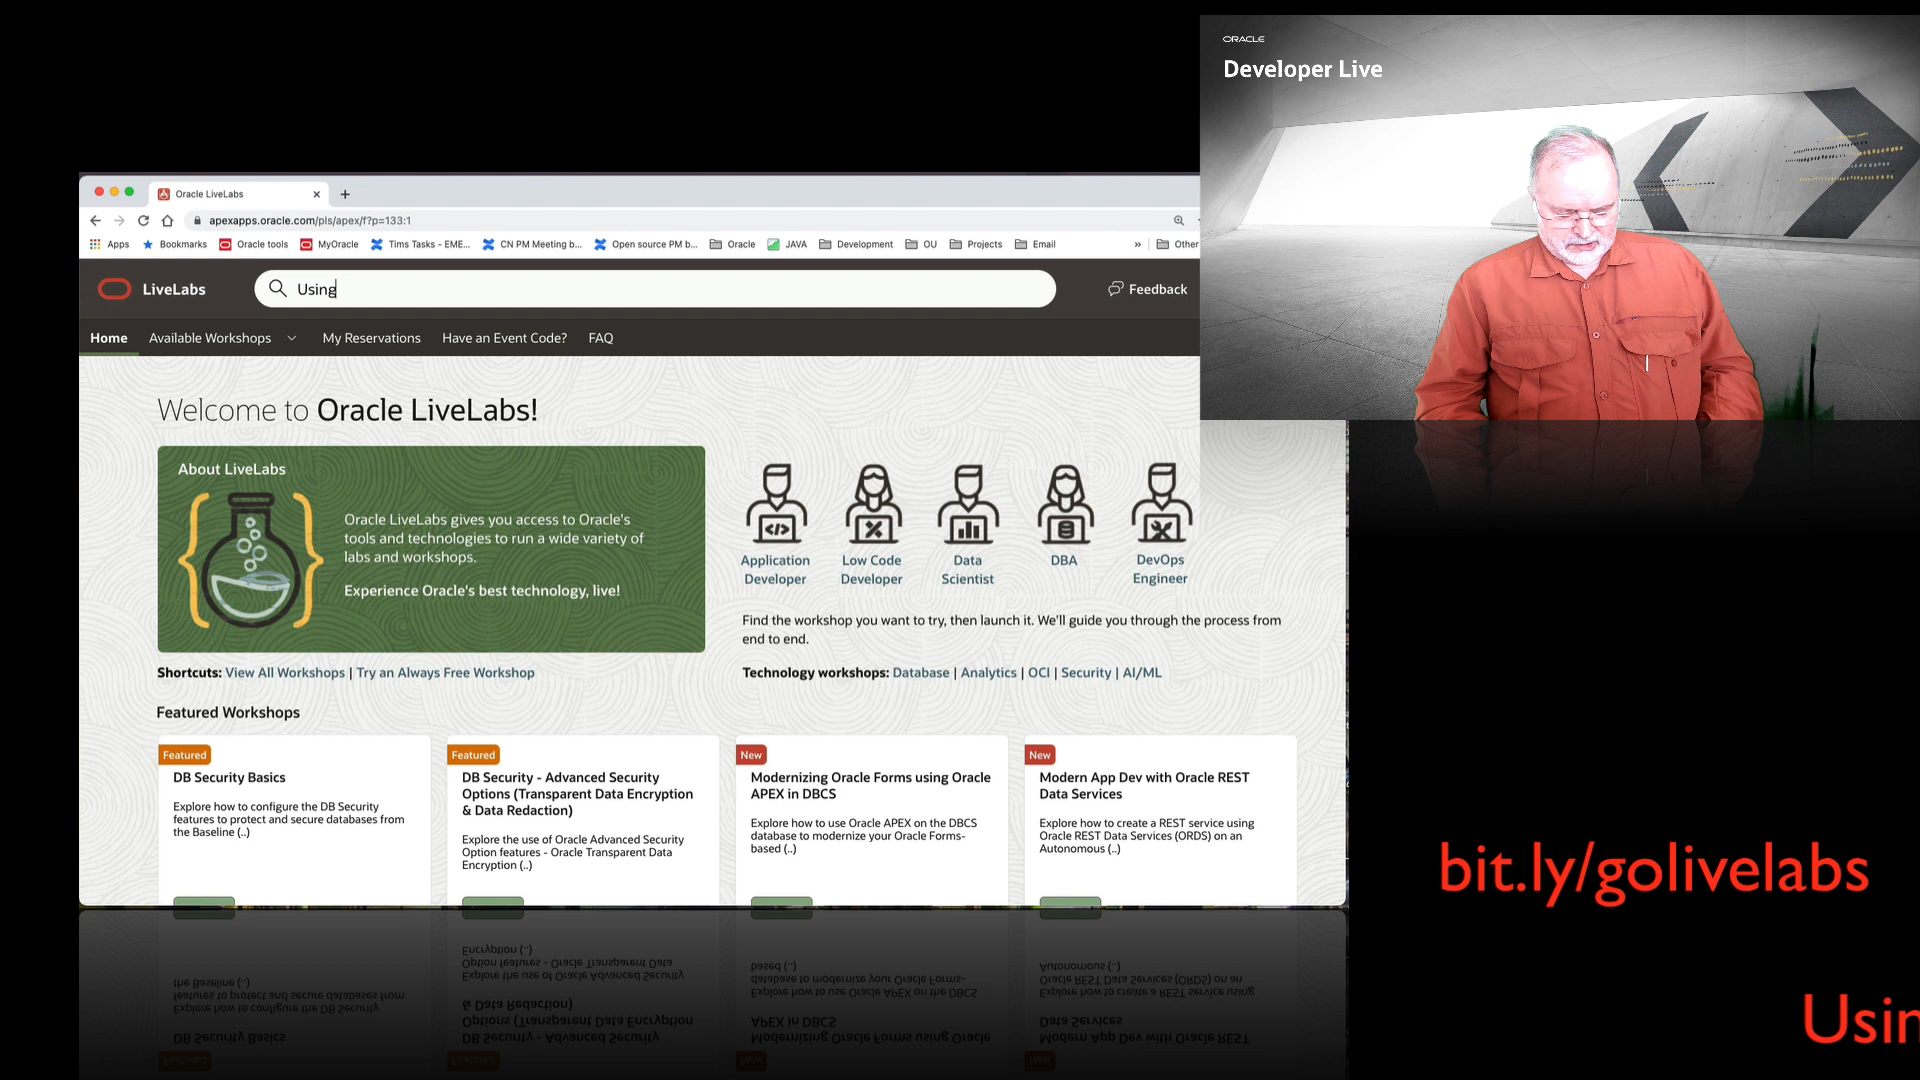 ORACLE
Developer Live
Oracle LiveLabs
apexapps.oracle.com/pls/apex/f?p=133:1
Apps Bookmarks Oracle tools MyOracle Tims Tasks - EME... CN PM Meeting b... Open source PM b... Oracle JAVA Development OU Projects Email » Other
LiveLabs
Using
Feedback
Home Available Workshops My Reservations Have an Event Code? FAQ
Welcome to Oracle LiveLabs!
About LiveLabs
Oracle LiveLabs gives you access to Oracle's
tools and technologies to run a wide variety of
labs and workshops.
Experience Oracle's best technology, live!
Application
Developer
Low Code
Developer
Data
Scientist
DBA
DevOps
Engineer
Find the workshop you want to try, then launch it. We'll guide you through the process from
end to end.
Shortcuts: View All Workshops | Try an Always Free Workshop
Technology workshops: Database | Analytics | OCI | Security | AI/ML
Featured Workshops
Featured
DB Security Basics
Explore how to configure the DB Security
features to protect and secure databases from
the Baseline (..)
Featured
DB Security - Advanced Security
Options (Transparent Data Encryption
& Data Redaction)
Explore the use of Oracle Advanced Security
Option features - Oracle Transparent Data
Encryption (..)
New
Modernizing Oracle Forms using Oracle
APEX in DBCS
Explore how to use Oracle APEX on the DBCS
database to modernize your Oracle Forms-
based (..)
New
Modern App Dev with Oracle REST
Data Services
Explore how to create a REST service using
Oracle REST Data Services (ORDS) on an
Autonomous (..)
bit.ly/golivelabs
Usin